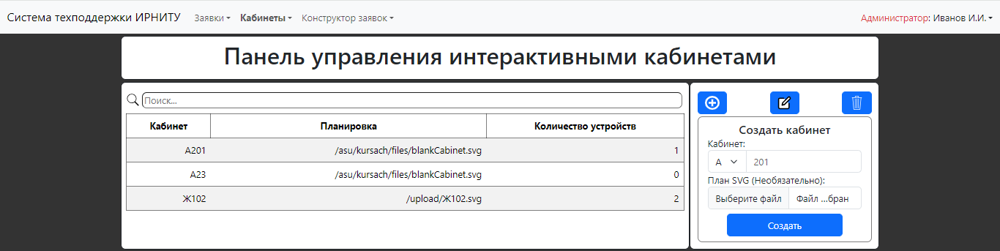 Система техподдержки ИРНИТУ Заявки Кабинеты Конструктор заявок Администратор: Иванов И.И.
Панель управления интерактивными кабинетами
Поиск...
Кабинет Планировка Количество устройств
А201 /asu/kursach/files/blankCabinet.svg 1
А23 /asu/kursach/files/blankCabinet.svg 0
Ж102 /upload/Ж102.svg 2
Создать кабинет
Кабинет:
А 201
План SVG (Необязательно):
Выберите файл Файл ...бран
Создать